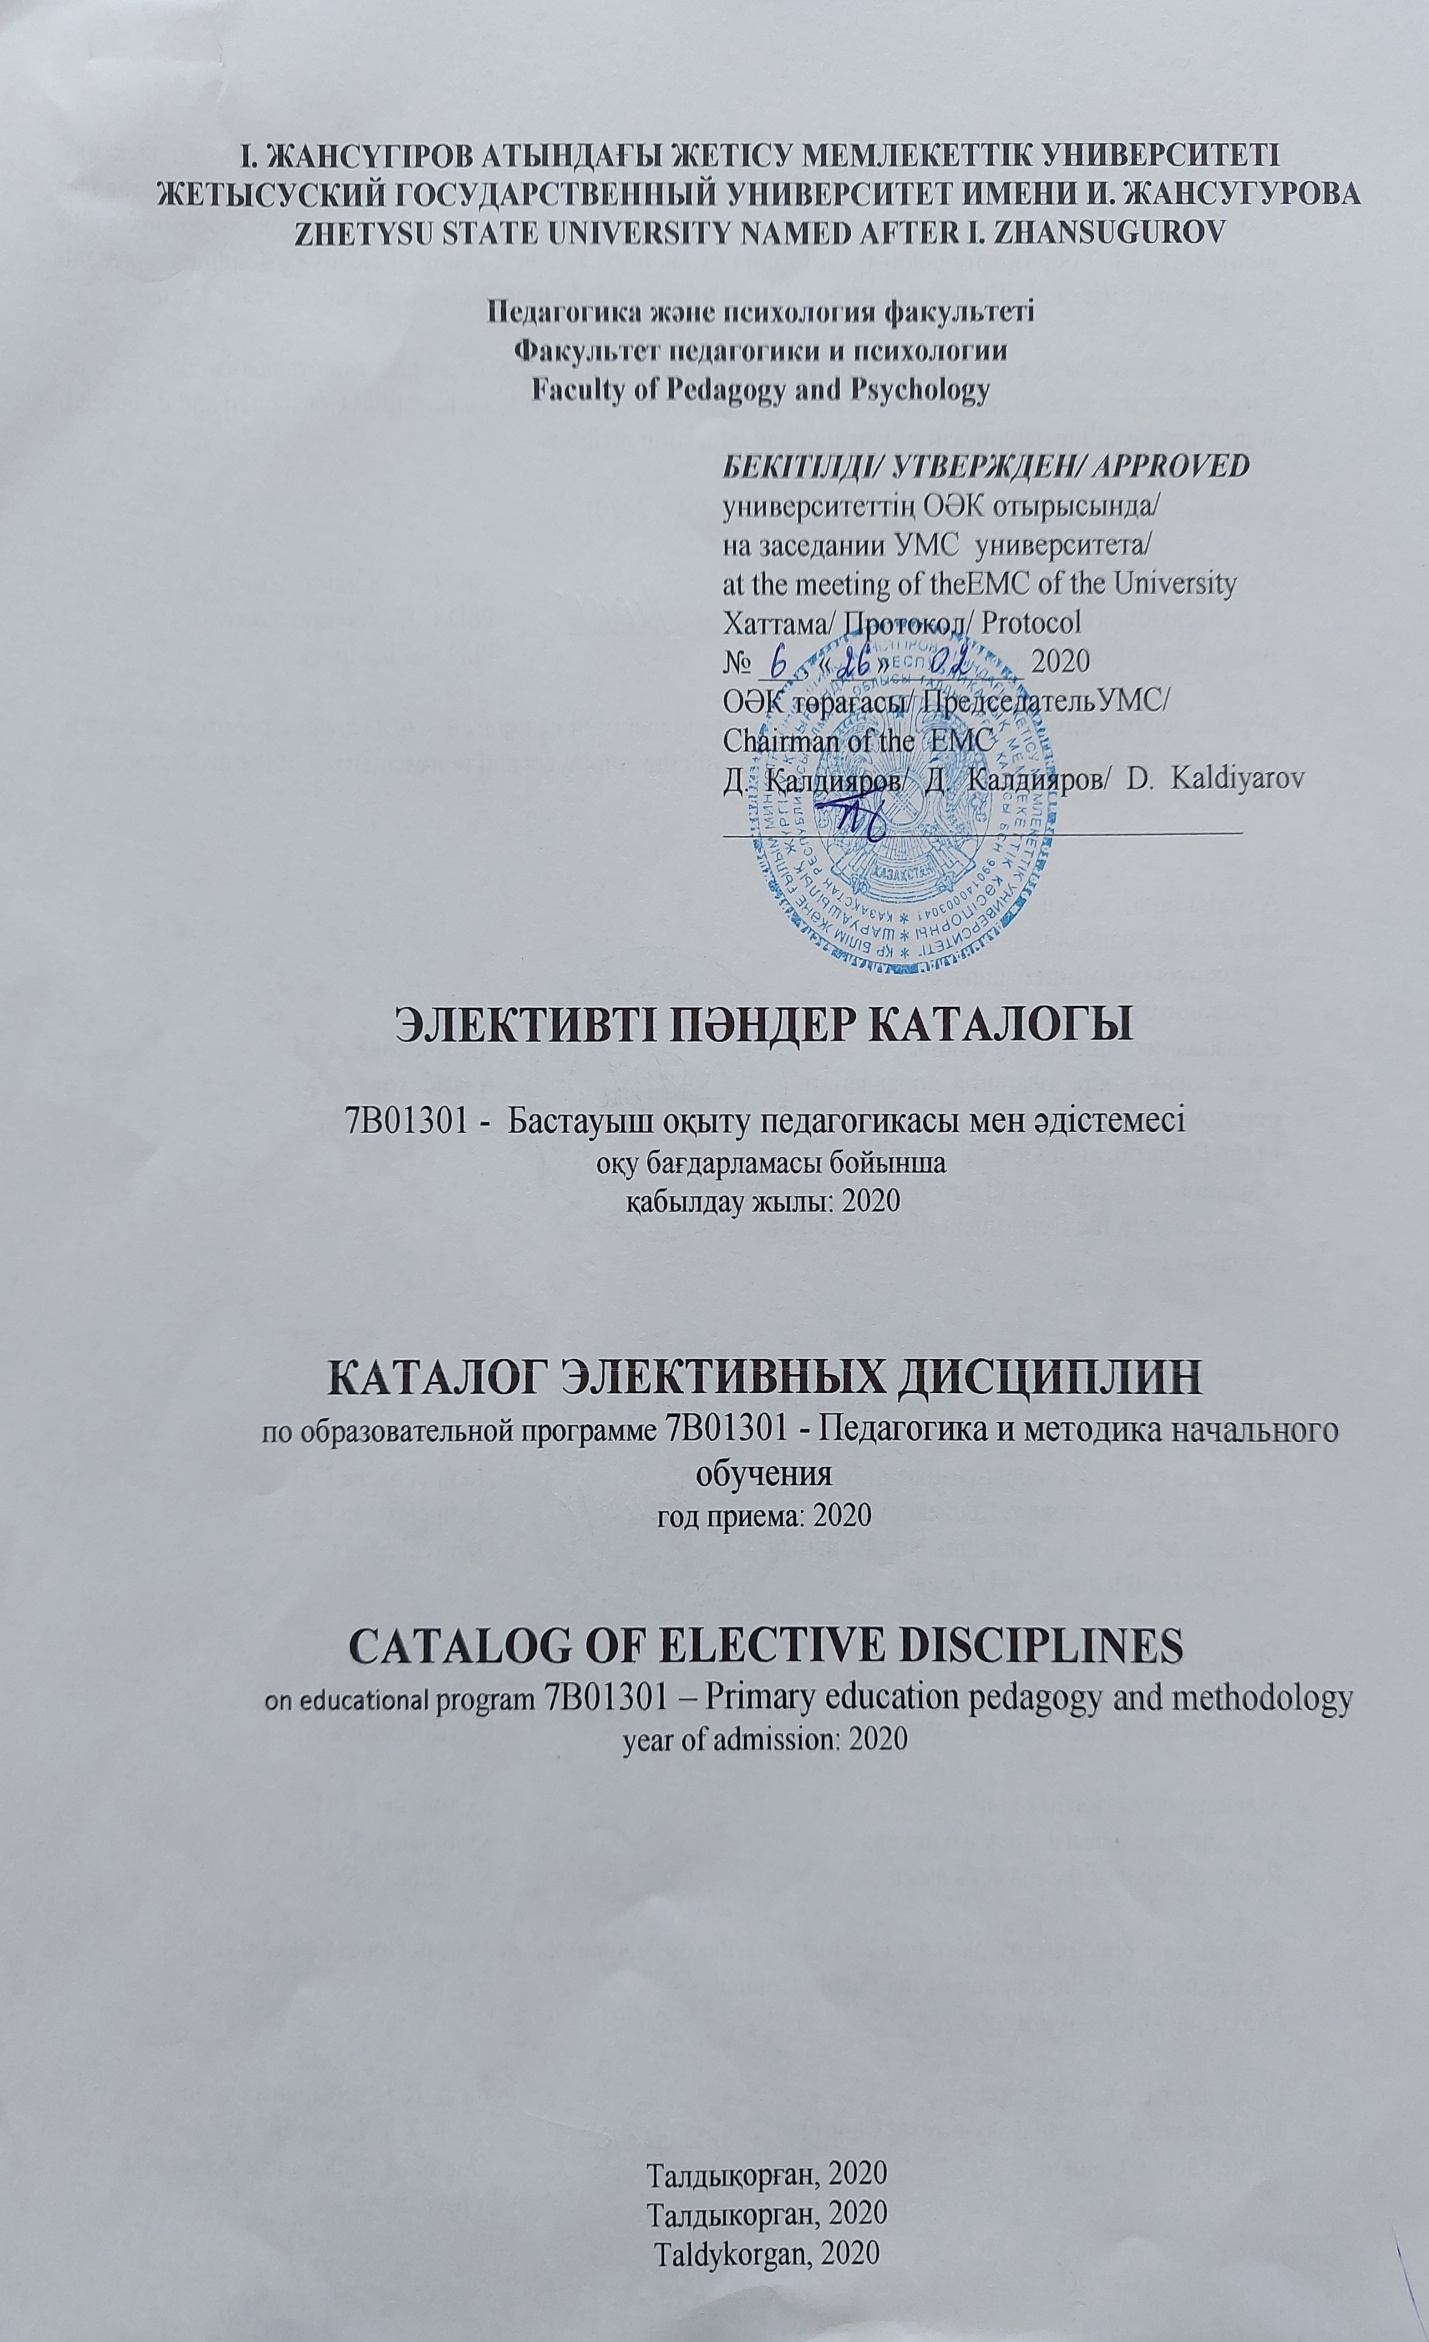 І. ЖАНСҮГІРОВ АТЫНДАҒЫ ЖЕТІСУ МЕМЛЕКЕТТІК УНИВЕРСИТЕТІ
ЖЕТЫСУСКИЙ ГОСУДАРСТВЕННЫЙ УНИВЕРСИТЕТ ИМЕНИ И. ЖАНСУГУРОВА
ZHETYSU STATE UNIVERSITY NAMED AFTER I. ZHANSUGUROV
Педагогика және психология факультеті
Факультет педагогики и психологии
Faculty of Pedagogy and Psychology
БЕКІТІЛДІ/ УТВЕРЖДЕН/ APPROVED
университеттің ОӘК отырысында/
на заседании УМС университета/
at the meeting of theEMC of the University
Хаттама/ Протокол/ Protocol
№ 6, «26» 02 2020
ОӘК төрағасы/ ПредседательУМС/
Chairman of the EMC
Д. Қалдияров/ Д. Калдияров/ D. Kaldiyarov
ҚАЗАҚСТАН
ЭЛЕКТИВТІ ПӘНДЕР КАТАЛОГЫ
7В01301 - Бастауыш оқыту педагогикасы мен әдістемесі
оқу бағдарламасы бойынша
қабылдау жылы: 2020
КАТАЛОГ ЭЛЕКТИВНЫХ ДИСЦИПЛИН
по образовательной программе 7В01301 - Педагогика и методика начального
обучения
год приема: 2020
CATALOG OF ELECTIVE DISCIPLINES
on educational program 7B01301 – Primary education pedagogy and methodology
year of admission: 2020
Талдықорған, 2020
Талдыкорган, 2020
Taldykorgan, 2020